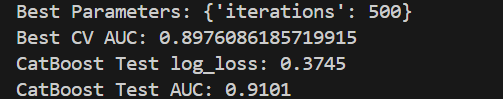 Best Parameters: {'iterations': 500}
Best CV AUC: 0.8976086185719915
CatBoost Test log_loss: 0.3745
CatBoost Test AUC: 0.9101